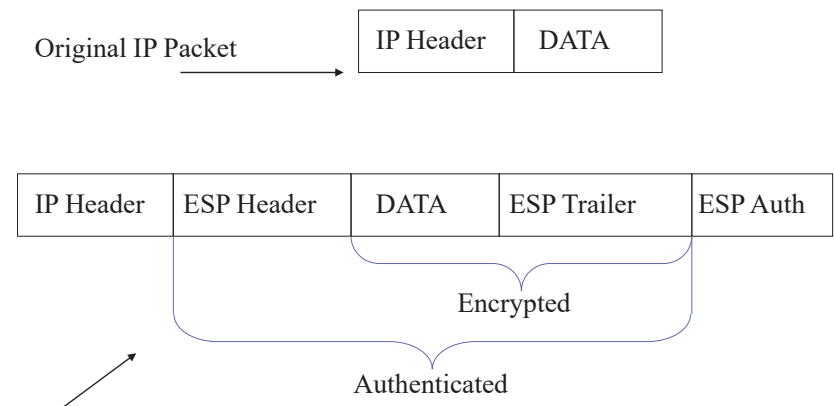 IP Header DATA
Original IP Packet
IP Header ESP Header DATA ESP Trailer ESP Auth
Encrypted
Authenticated